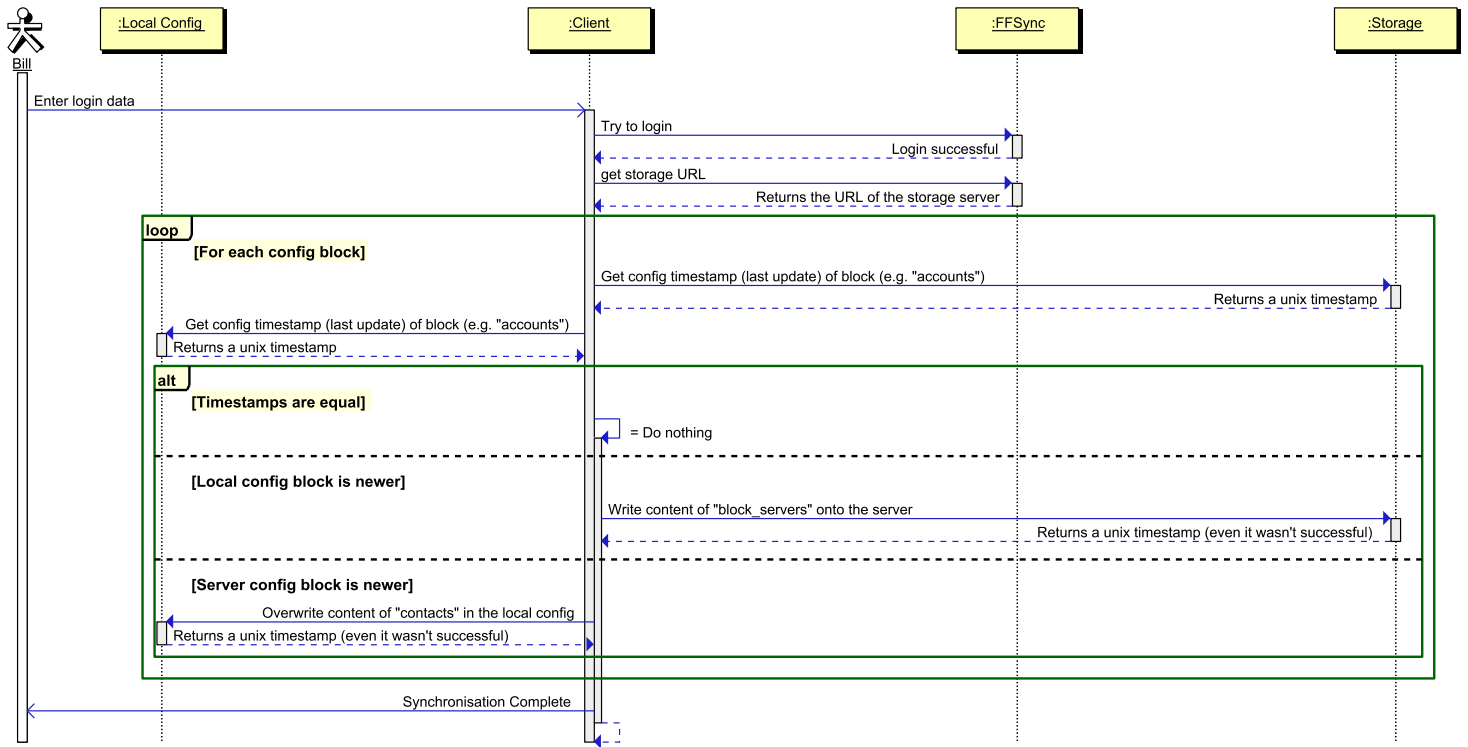 :Local Config
:Client
:FFSync
:Storage
Bill
Enter login data
Try to login
Login successful
get storage URL
Returns the URL of the storage server
loop
[For each config block]
Get config timestamp (last update) of block (e.g. "accounts")
Returns a unix timestamp
Get config timestamp (last update) of block (e.g. "accounts")
Returns a unix timestamp
alt
[Timestamps are equal]
= Do nothing
[Local config block is newer]
Write content of "block_servers" onto the server
Returns a unix timestamp (even it wasn't successful)
[Server config block is newer]
Overwrite content of "contacts" in the local config
Returns a unix timestamp (even it wasn't successful)
Synchronisation Complete